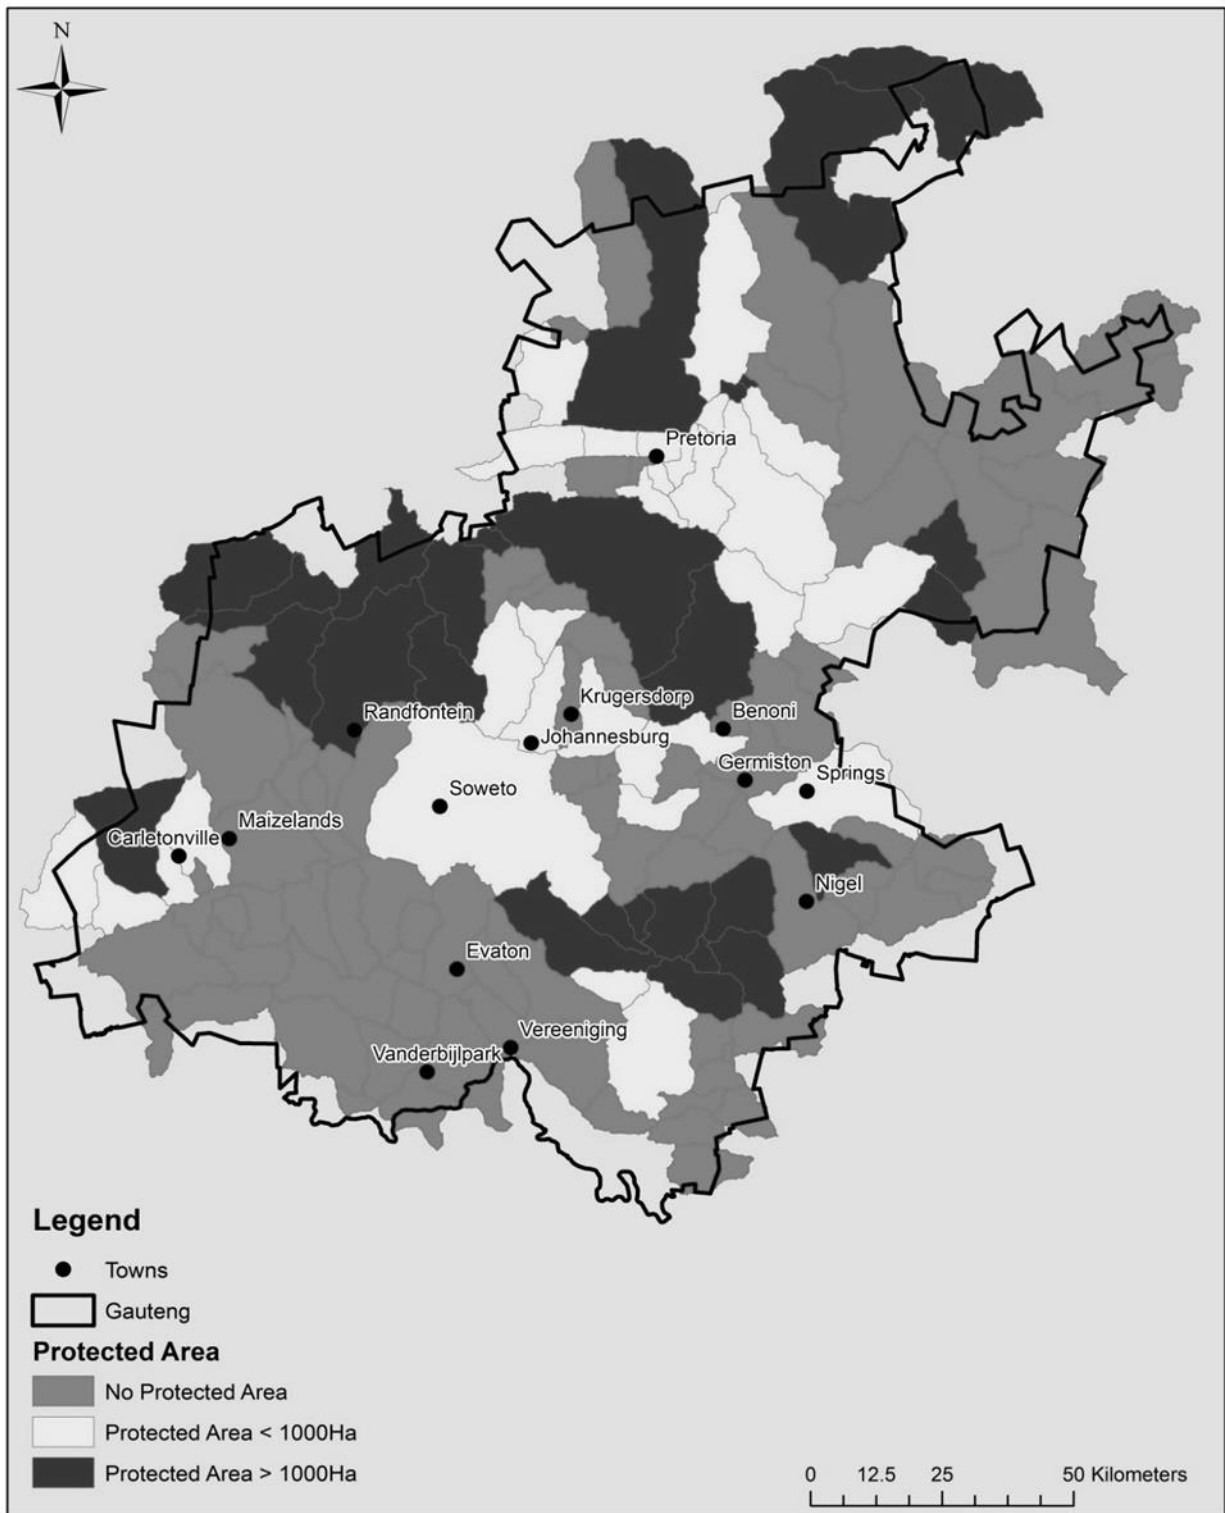 N
Pretoria
Krugersdorp
Randfontein
Benoni
Johannesburg
Germiston
Springs
Soweto
Maizelands
Carletonville
Nigel
Evaton
Vereeniging
Vanderbijlpark
Legend
Towns
Gauteng
Protected Area
No Protected Area
Protected Area < 1000Ha
Protected Area > 1000Ha
0 12.5 25 50 Kilometers